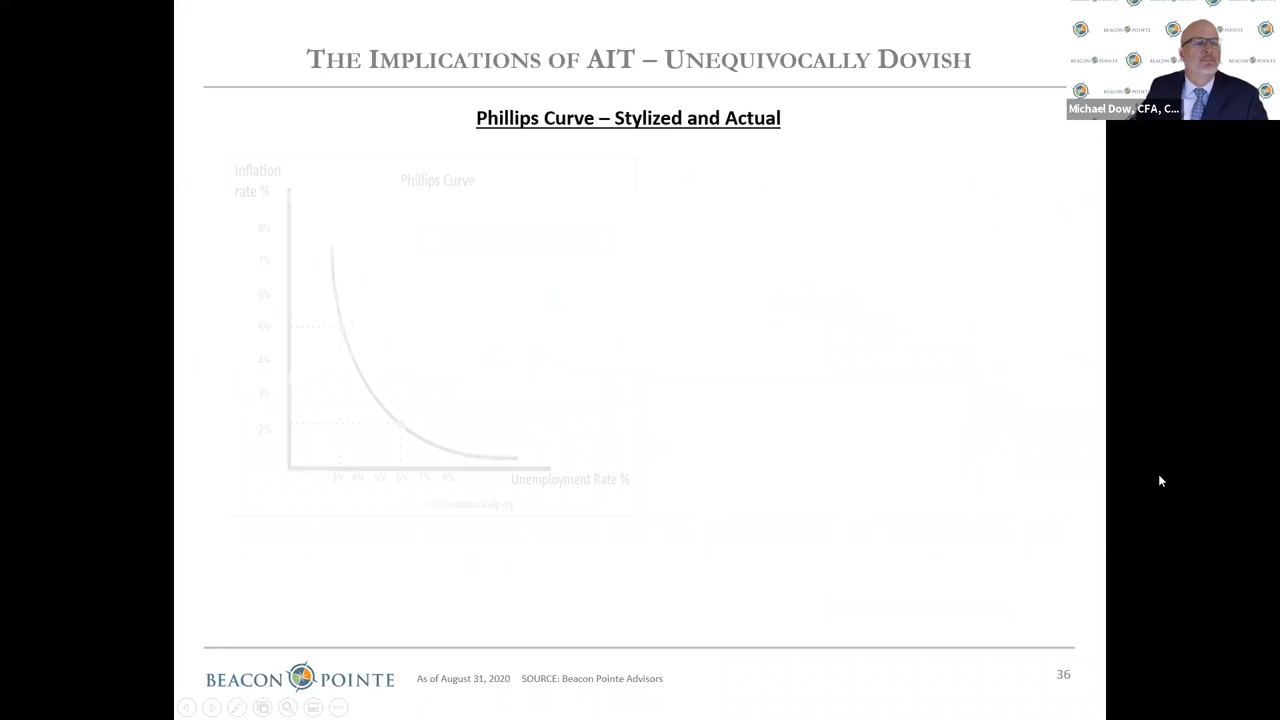 THE IMPLICATIONS OF AIT – UNEQUIVOCALLY DOVISH
Michael Dow, CFA, C...
Phillips Curve – Stylized and Actual
Inflation
rate %
Phillips Curve
8%
7%
6%
5%
4%
3%
2%
3% 4% 5% 6% 7% 8%
Unemployment Rate %
BEACON POINTE
As of August 31, 2020 SOURCE: Beacon Pointe Advisors
36